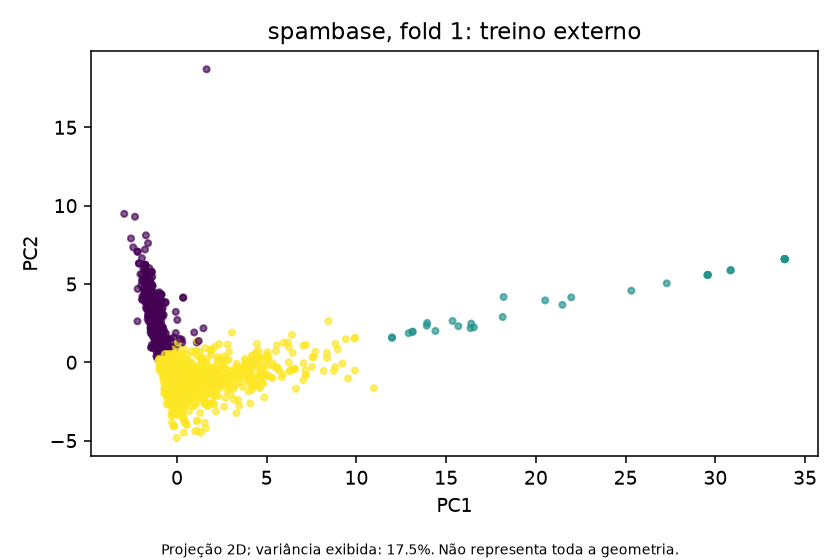 spambase, fold 1: treino externo
PC2
15
10
5
0
−5
0 5 10 15 20 25 30 35
PC1
Projeção 2D; variância exibida: 17.5%. Não representa toda a geometria.